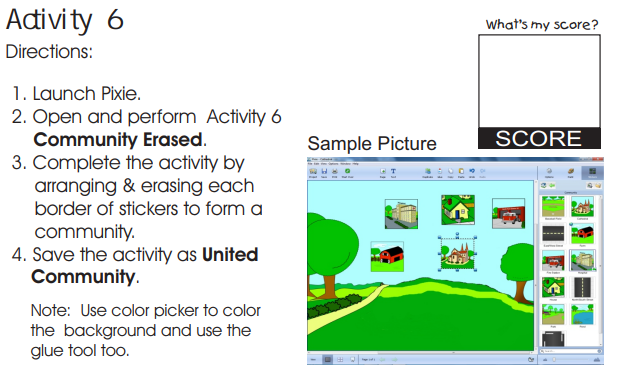 Activity 6
Directions:
What's my score?
SCORE
1. Launch Pixie.
2. Open and perform Activity 6
Community Erased.
3. Complete the activity by
arranging & erasing each
border of stickers to form a
community.
4. Save the activity as United
Community.
Note: Use color picker to color
the background and use the
glue tool too.
Sample Picture